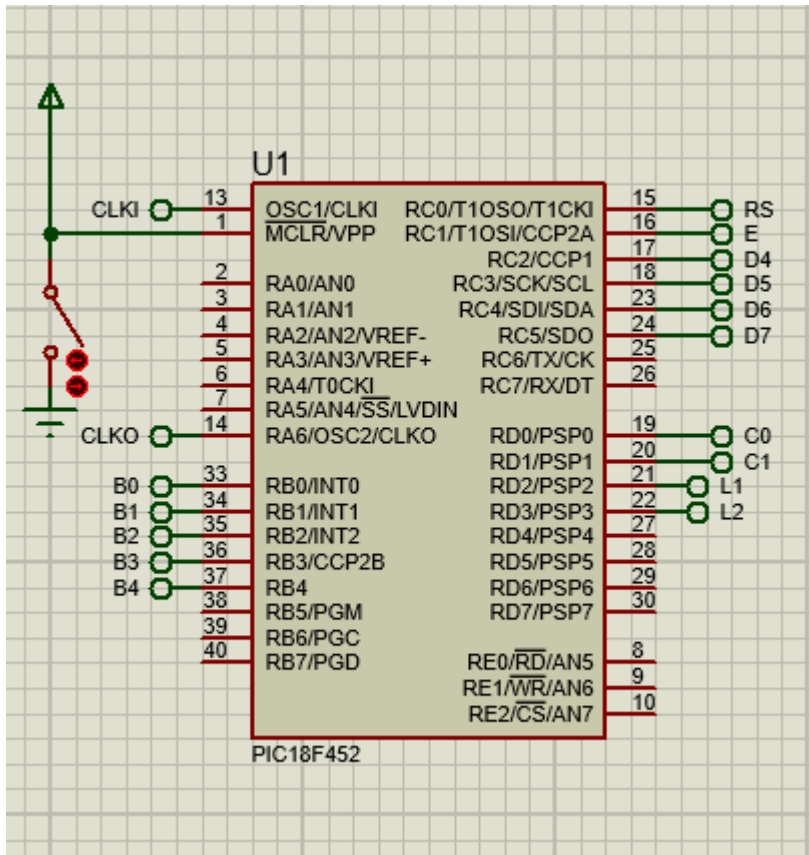 U1
CLKI 13 OSC1/CLKI
1 MCLR/VPP
2 RA0/AN0
3 RA1/AN1
4 RA2/AN2/VREF-
5 RA3/AN3/VREF+
6 RA4/T0CKI
7 RA5/AN4/SS/LVDIN
CLKO 14 RA6/OSC2/CLKO
B0 33 RB0/INT0
B1 34 RB1/INT1
B2 35 RB2/INT2
B3 36 RB3/CCP2B
B4 37 RB4
38 RB5/PGM
39 RB6/PGC
40 RB7/PGD
RC0/T1OSO/T1CKI 15 RS
RC1/T1OSI/CCP2A 16 E
RC2/CCP1 17 D4
RC3/SCK/SCL 18 D5
RC4/SDI/SDA 23 D6
RC5/SDO 24 D7
RC6/TX/CK 25
RC7/RX/DT 26
RD0/PSP0 19 C0
RD1/PSP1 20 C1
RD2/PSP2 21 L1
RD3/PSP3 22 L2
RD4/PSP4 27
RD5/PSP5 28
RD6/PSP6 29
RD7/PSP7 30
RE0/RD/AN5 8
RE1/WR/AN6 9
RE2/CS/AN7 10
PIC18F452